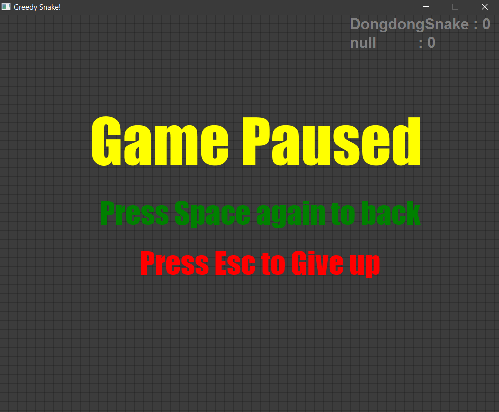 Greedy Snake!
DongdongSnake : 0
null : 0
Game Paused
Press Space again to back
Press Esc to Give up